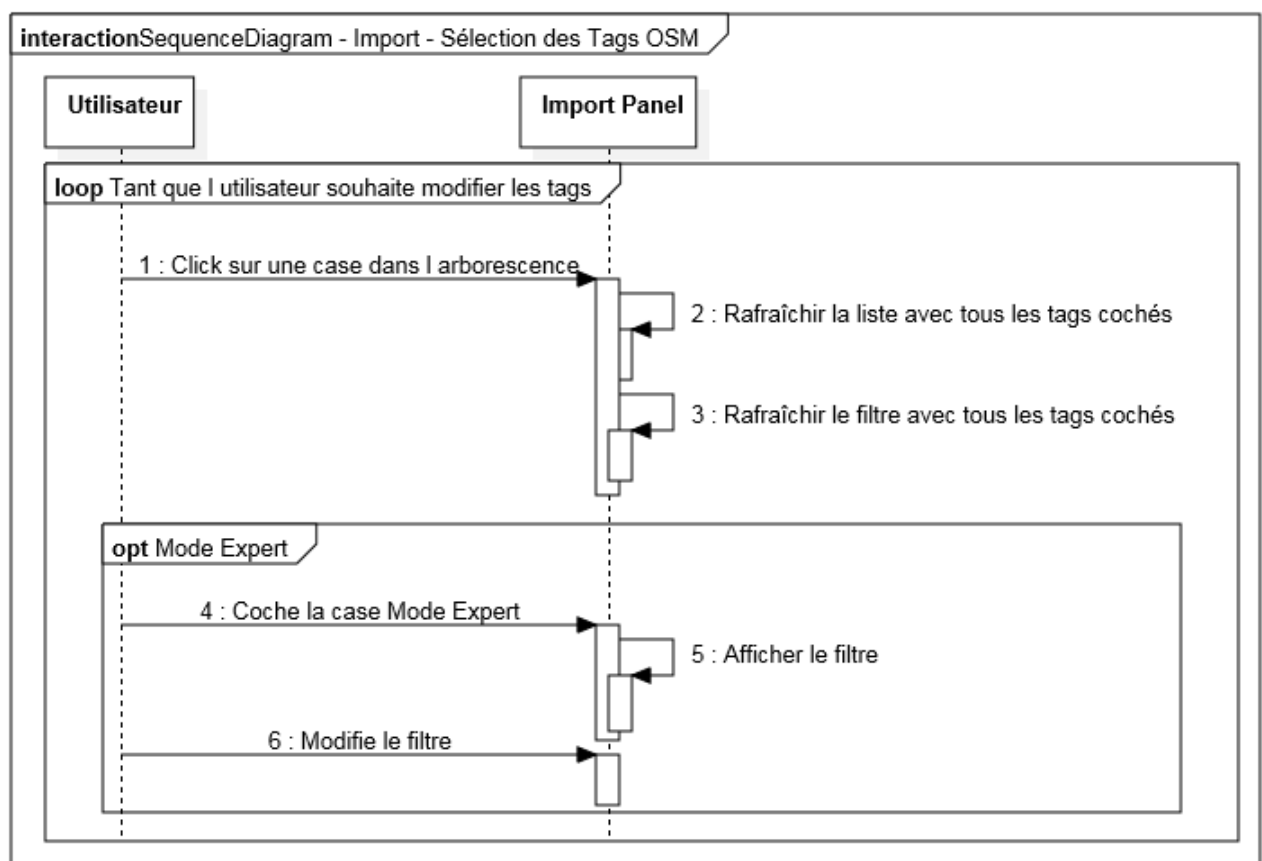 interactionSequenceDiagram - Import - Sélection des Tags OSM
Utilisateur
Import Panel
loop Tant que l utilisateur souhaite modifier les tags
1 : Click sur une case dans l arborescence
2 : Rafraîchir la liste avec tous les tags cochés
3 : Rafraîchir le filtre avec tous les tags cochés
opt Mode Expert
4 : Coche la case Mode Expert
5 : Afficher le filtre
6 : Modifie le filtre